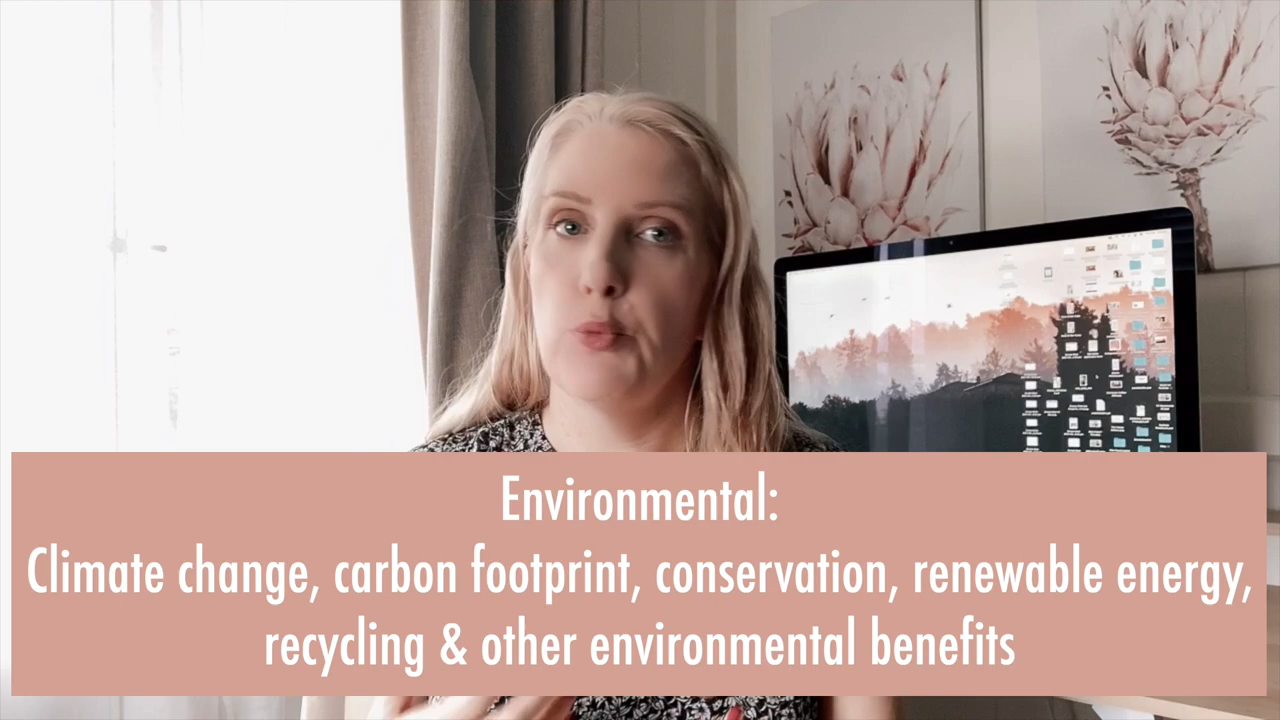 Environmental:
Climate change, carbon footprint, conservation, renewable energy,
recycling & other environmental benefits